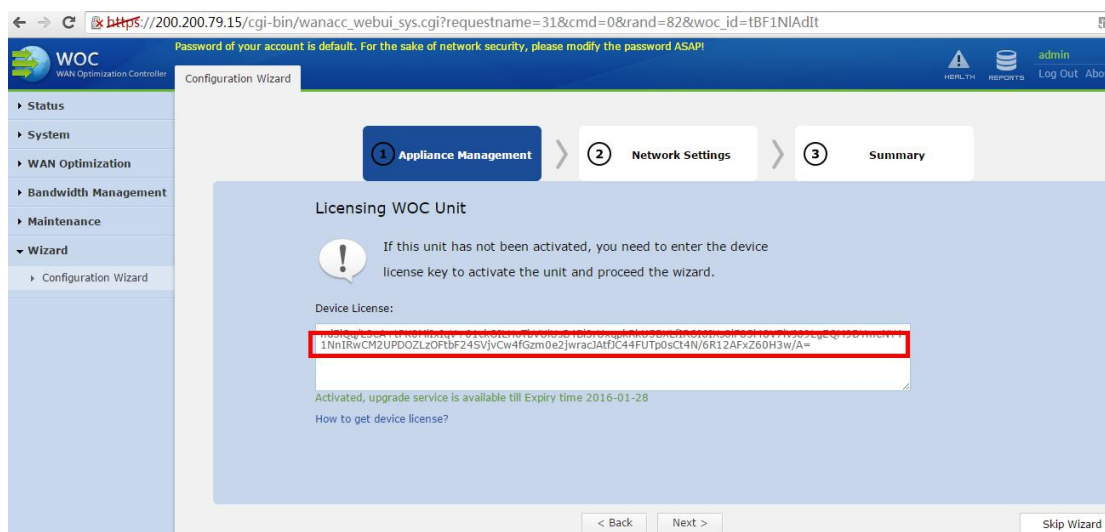 https://200.200.79.15/cgi-bin/wanacc_webui_sys.cgi?requestname=31&cmd=0&rand=82&woc_id=tBF1NlAdIt
Password of your account is default. For the sake of network security, please modify the password ASAP!
WOC
WAN Optimization Controller
Configuration Wizard
HEALTH
REPORTS
admin
Log Out
Status
System
WAN Optimization
Bandwidth Management
Maintenance
Wizard
Configuration Wizard
1 Appliance Management
2 Network Settings
3 Summary
Licensing WOC Unit
If this unit has not been activated, you need to enter the device
license key to activate the unit and proceed the wizard.
Device License:
1NnIRwCM2UPDOZLzOFtbF24SVjvCw4fGzm0e2jwracJAtfJC44FUTp0sCt4N/6R12AFxZ60H3w/A=
Activated, upgrade service is available till Expiry time 2016-01-28
How to get device license?
< Back
Next >
Skip Wizard